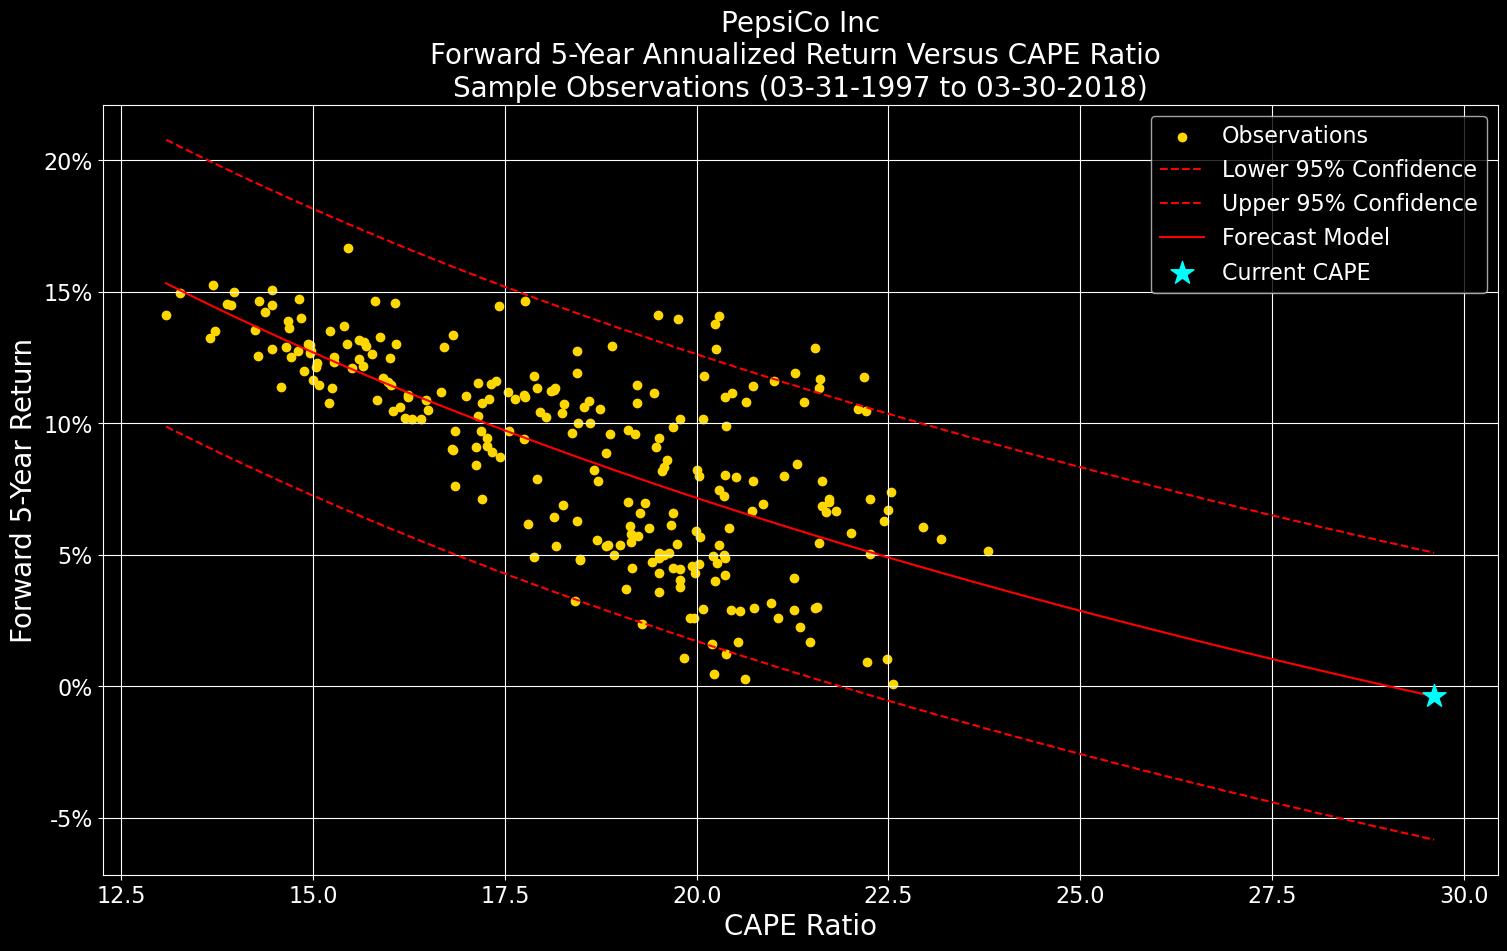 PepsiCo Inc
Forward 5-Year Annualized Return Versus CAPE Ratio
Sample Observations (03-31-1997 to 03-30-2018)
Observations
Lower 95% Confidence
Upper 95% Confidence
Forecast Model
Current CAPE
Forward 5-Year Return
20%
15%
10%
5%
0%
-5%
12.5 15.0 17.5 20.0 22.5 25.0 27.5 30.0
CAPE Ratio